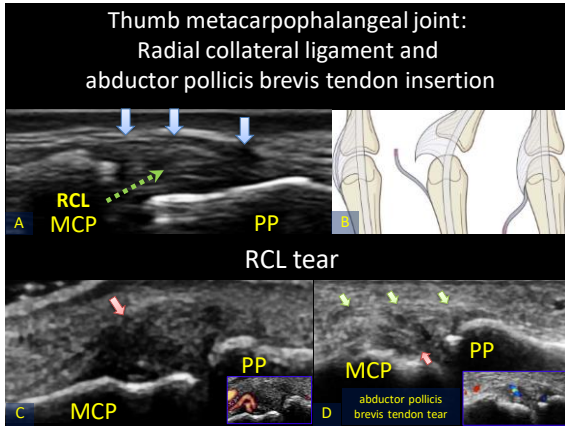 Thumb metacarpophalangeal joint:
Radial collateral ligament and
abductor pollicis brevis tendon insertion
RCL
MCP
PP
A
B
RCL tear
PP
MCP
C
MCP
PP
abductor pollicis
brevis tendon tear
D